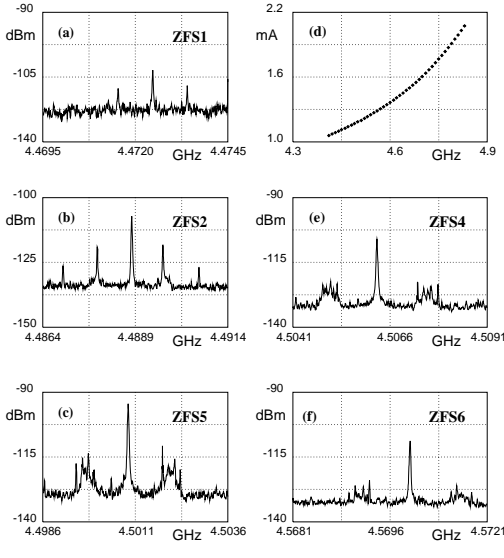 -90
dBm
(a)
ZFS1
-105
-140
4.4695
4.4720
GHz
4.4745
2.2
mA
(d)
1.6
1.0
4.3
4.6
GHz
4.9
-100
dBm
(b)
ZFS2
-125
-150
4.4864
4.4889
GHz
4.4914
-90
dBm
(e)
ZFS4
-115
-140
4.5041
4.5066
GHz
4.5091
-90
dBm
(c)
ZFS5
-115
-140
4.4986
4.5011
GHz
4.5036
-90
dBm
(f)
ZFS6
-115
-140
4.5681
4.5696
GHz
4.5721